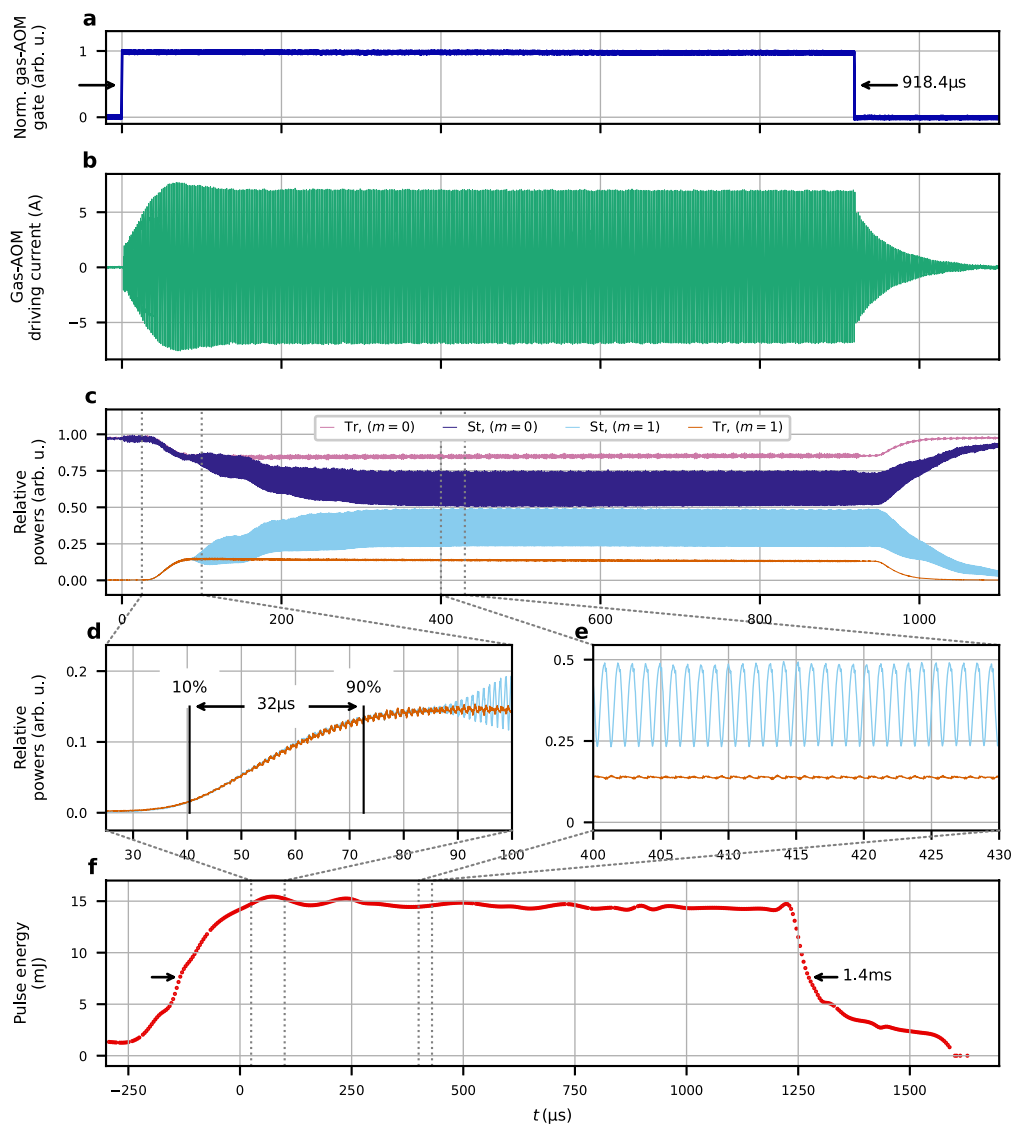 a
Norm. gas-AOM
gate (arb. u.)
1
0
918.4µs
b
Gas-AOM
driving current (A)
5
0
−5
c
Relative
powers (arb. u.)
1.00
0.75
0.50
0.25
0.00
Tr, (m = 0) St, (m = 0) St, (m = 1) Tr, (m = 1)
0 200 400 600 800 1000
d
Relative
powers (arb. u.)
0.2
0.1
0.0
10% 90%
32µs
30 40 50 60 70 80 90 100
e
0.5
0.25
0
400 405 410 415 420 425 430
f
Pulse energy
(mJ)
15
10
5
0
1.4ms
−250 0 250 500 750 1000 1250 1500
t (µs)